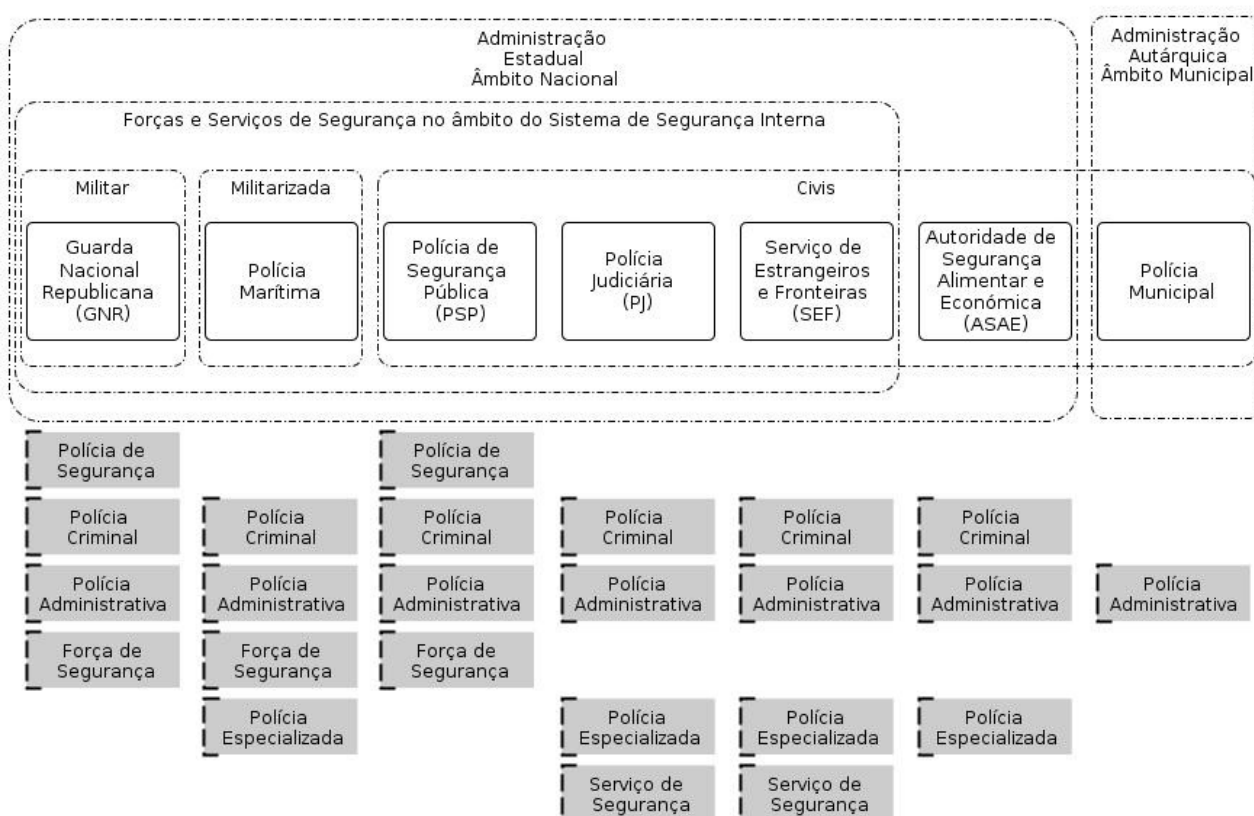 Administração
Estadual
Âmbito Nacional
Administração
Autárquica
Âmbito Municipal
Forças e Serviços de Segurança no âmbito do Sistema de Segurança Interna
Militar
Militarizada
Civis
Guarda
Nacional
Republicana
(GNR)
Polícia
Marítima
Polícia de
Segurança
Pública
(PSP)
Polícia
Judiciária
(PJ)
Serviço de
Estrangeiros
e Fronteiras
(SEF)
Autoridade de
Segurança
Alimentar e
Económica
(ASAE)
Polícia
Municipal
Polícia de
Segurança
Polícia de
Segurança
Polícia
Criminal
Polícia
Criminal
Polícia
Criminal
Polícia
Criminal
Polícia
Criminal
Polícia
Criminal
Polícia
Administrativa
Polícia
Administrativa
Polícia
Administrativa
Polícia
Administrativa
Polícia
Administrativa
Polícia
Administrativa
Polícia
Administrativa
Força de
Segurança
Força de
Segurança
Força de
Segurança
Polícia
Especializada
Polícia
Especializada
Polícia
Especializada
Polícia
Especializada
Serviço de
Segurança
Serviço de
Segurança